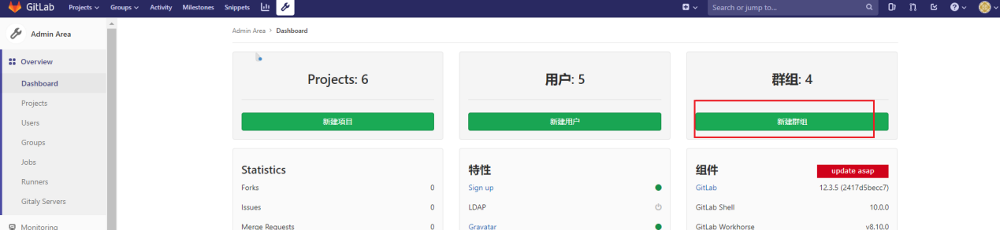 GitLab Projects Groups Activity Milestones Snippets Search or jump to...
Admin Area
Admin Area > Dashboard
Overview
Dashboard
Projects
Users
Groups
Jobs
Runners
Gitaly Servers
Monitoring
Projects: 6
新建项目
用户: 5
新建用户
群组: 4
新建群组
Statistics
Forks 0
Issues 0
Merge Requests 0
特性
Sign up
LDAP
Gravatar
组件 update asap
GitLab 12.3.5 (2417d5becc7)
GitLab Shell 10.0.0
GitLab Workhorse v8.10.0